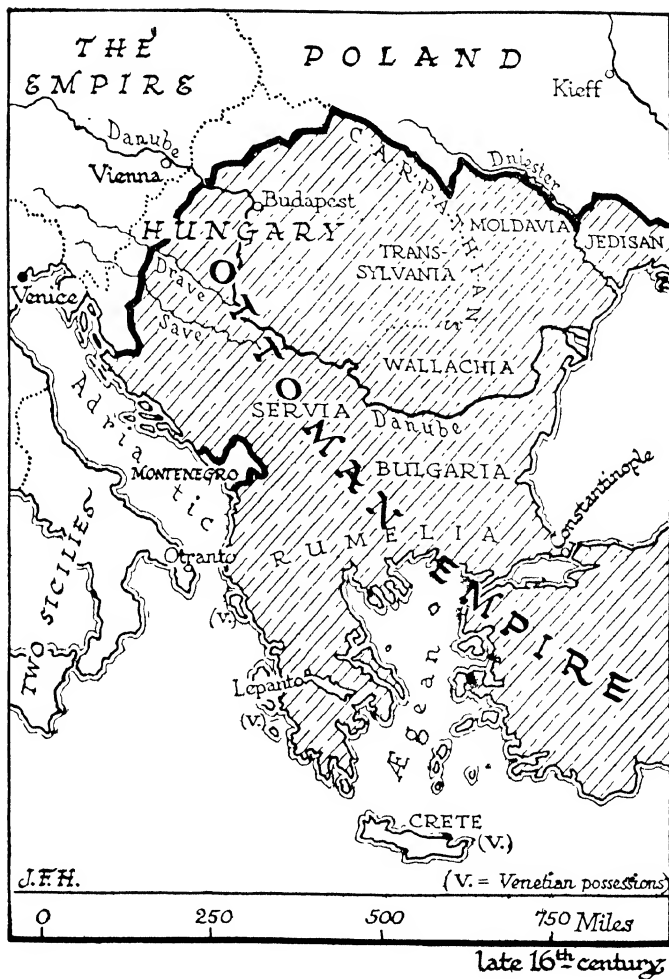 THE
EMPIRE
POLAND
Kieff
Danube
Vienna
CARPATHIAN
Dniester
Budapest
HUNGARY
MOLDAVIA
JEDISAN
TRANS-
SYLVANIA
Venice
Drave
Save
WALLACHIA
OTTOMAN EMPIRE
SERVIA
Danube
Adriatic
MONTENEGRO
BULGARIA
Constantinople
RUMELIA
Otranto
TWO SICILIES
(V.)
Lepanto
(V.)
Ægean
CRETE
(V.)
J.F.H.
(V. = Venetian possessions)
0 250 500 750 Miles
late 16th century